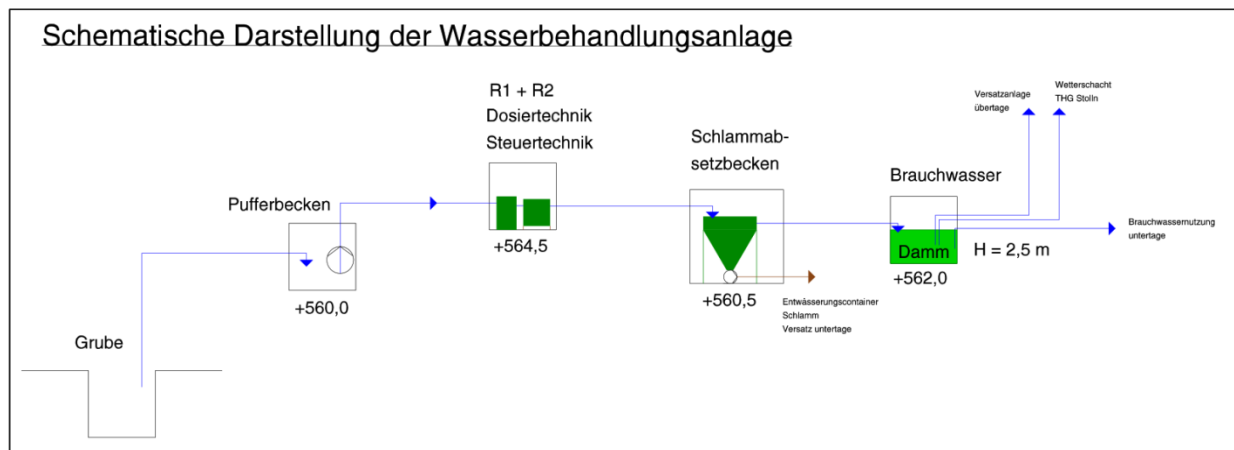 Schematische Darstellung der Wasserbehandlungsanlage
R1 + R2
Dosiertechnik
Steuertechnik
Versatzanlage
übertage
Wetterschacht
THG Stolln
Schlammab-
setzbecken
Brauchwasser
Pufferbecken
Brauchwassernutzung
untertage
+564,5
Damm
H = 2,5 m
+562,0
+560,0
+560,5
Entwässerungscontainer
Schlamm
Versatz untertage
Grube